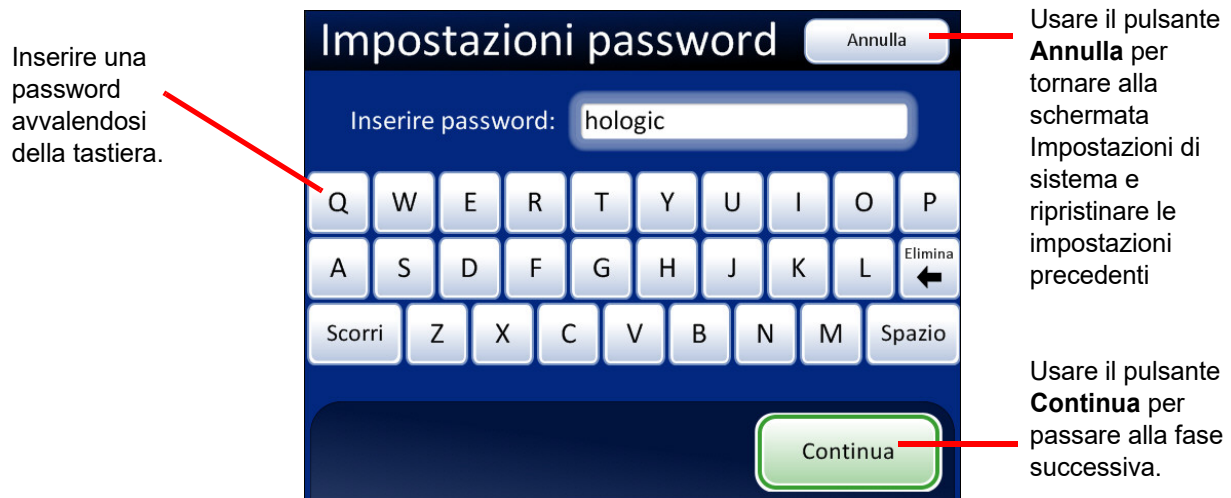 Inserire una
password
avvalendosi
della tastiera.
Impostazioni password
Annulla
Inserire password:
hologic
Q W E R T Y U I O P
A S D F G H J K L Elimina
Scorri Z X C V B N M Spazio
Continua
Usare il pulsante
Annulla per
tornare alla
schermata
Impostazioni di
sistema e
ripristinare le
impostazioni
precedenti
Usare il pulsante
Continua per
passare alla fase
successiva.